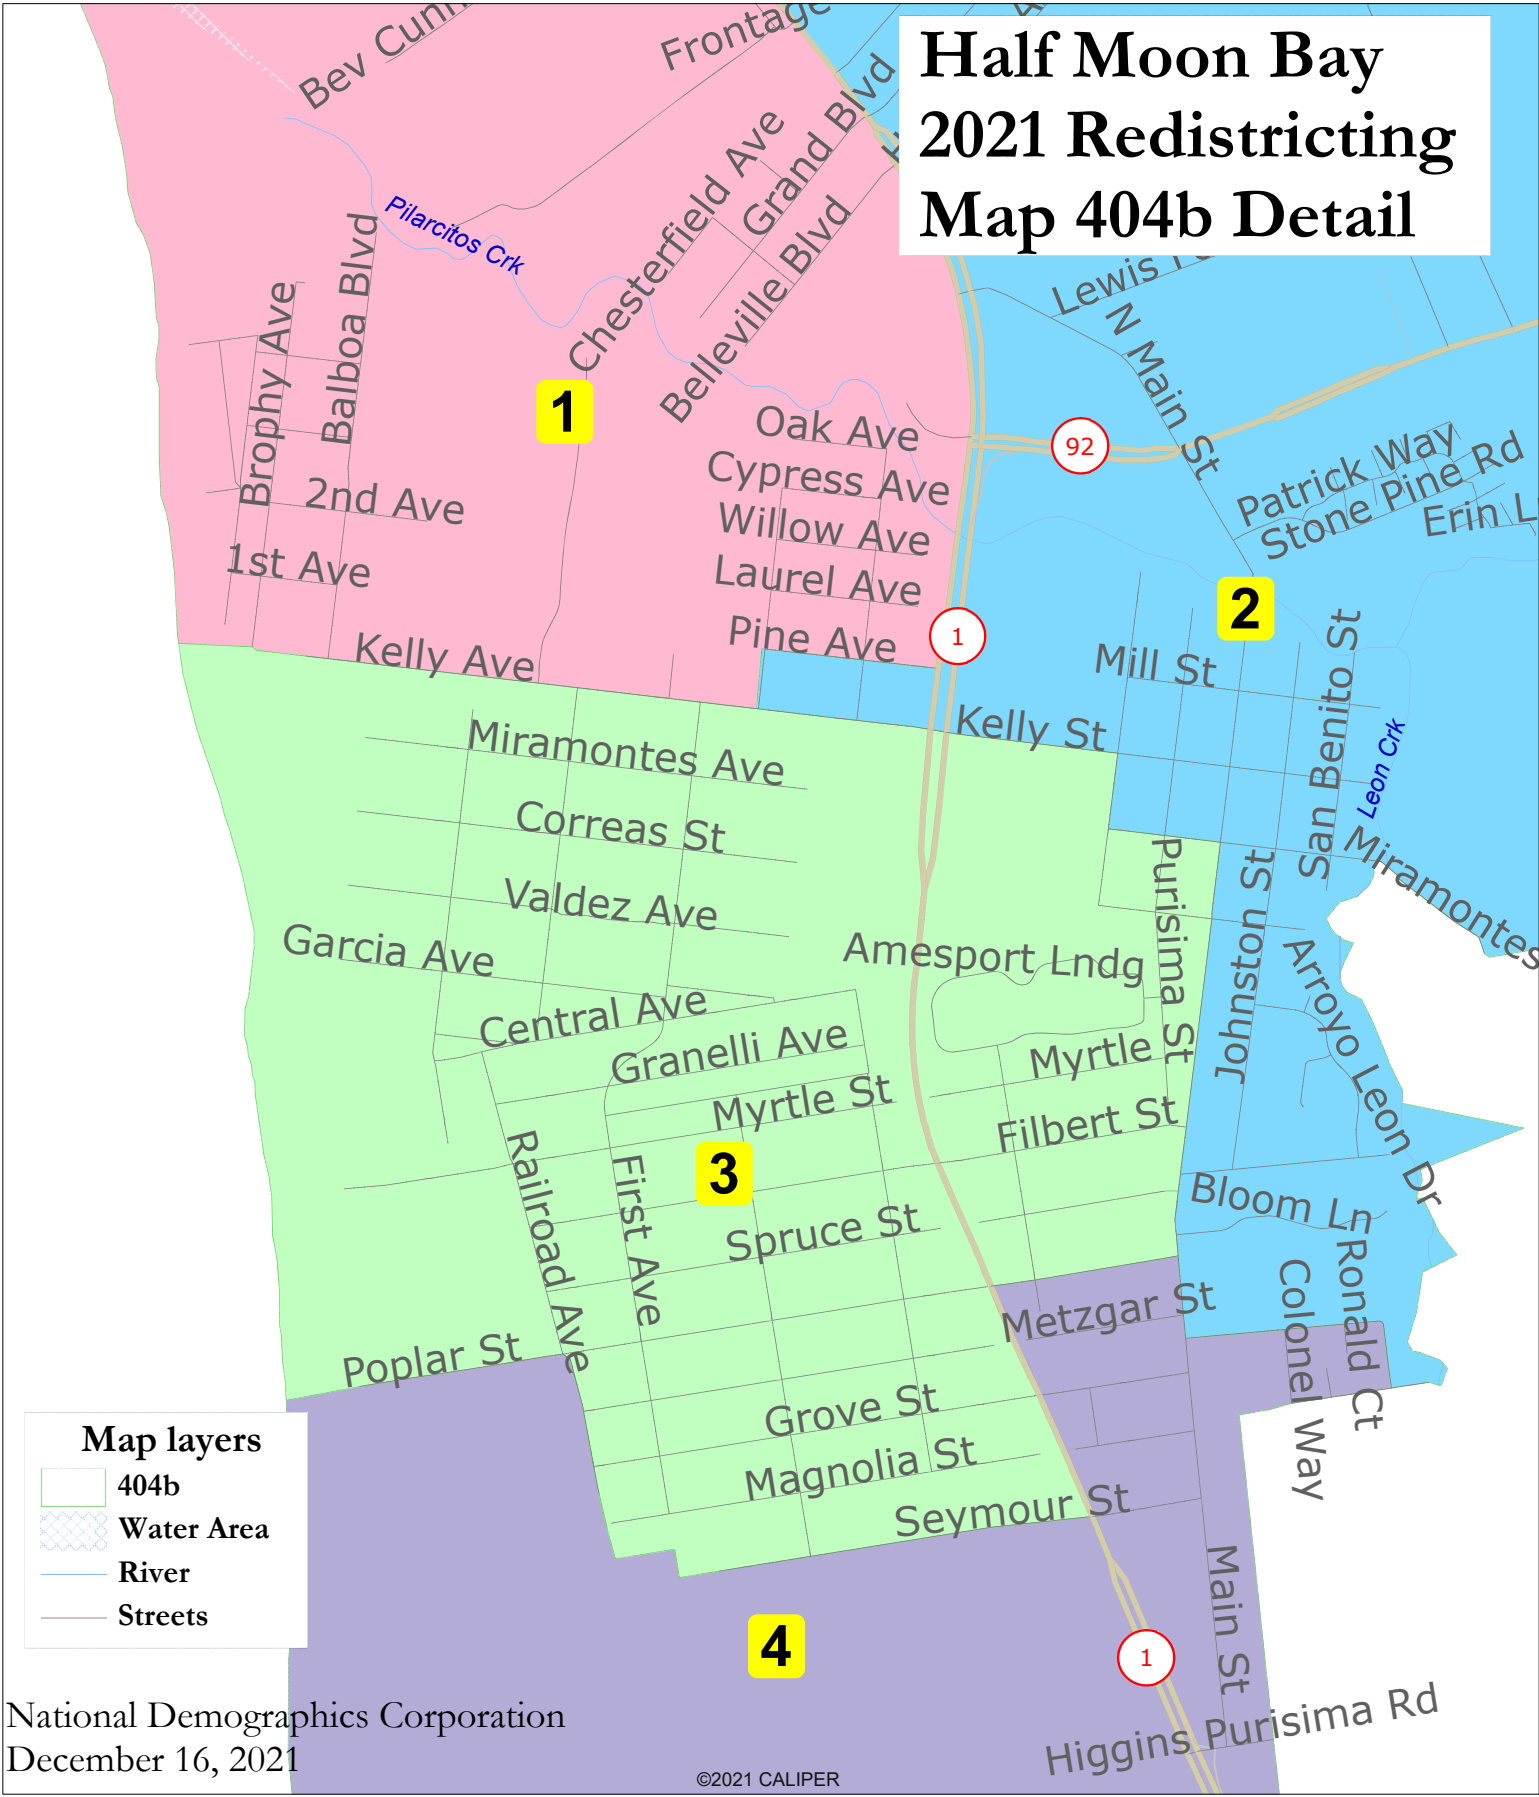 Half Moon Bay
2021 Redistricting
Map 404b Detail
Bev
Frontage
Chesterfield Ave
Grand Blvd
Belleville Blvd
Pilarcitos Crk
Balboa Blvd
Brophy Ave
Lewis
N Main St
1
Oak Ave
92
Cypress Ave
Patrick Way
Stone Pine Rd
Erin L
2nd Ave
Willow Ave
1st Ave
Laurel Ave
2
Pine Ave
1
Kelly Ave
Mill St
San Benito St
Kelly St
Leon Crk
Miramontes Ave
Correas St
Miramontes
Valdez Ave
Purisima St
Johnston St
Garcia Ave
Amesport Lndg
Arroyo Leon Dr
Central Ave
Granelli Ave
Myrtle
Myrtle St
Filbert St
Railroad Ave
First Ave
3
Bloom Ln
Spruce St
Ronald Ct
Colonel Way
Metzgar St
Poplar St
Grove St
Magnolia St
Seymour St
Main St
4
1
Higgins Purisima Rd
Map layers
404b
Water Area
River
Streets
National Demographics Corporation
December 16, 2021
©2021 CALIPER